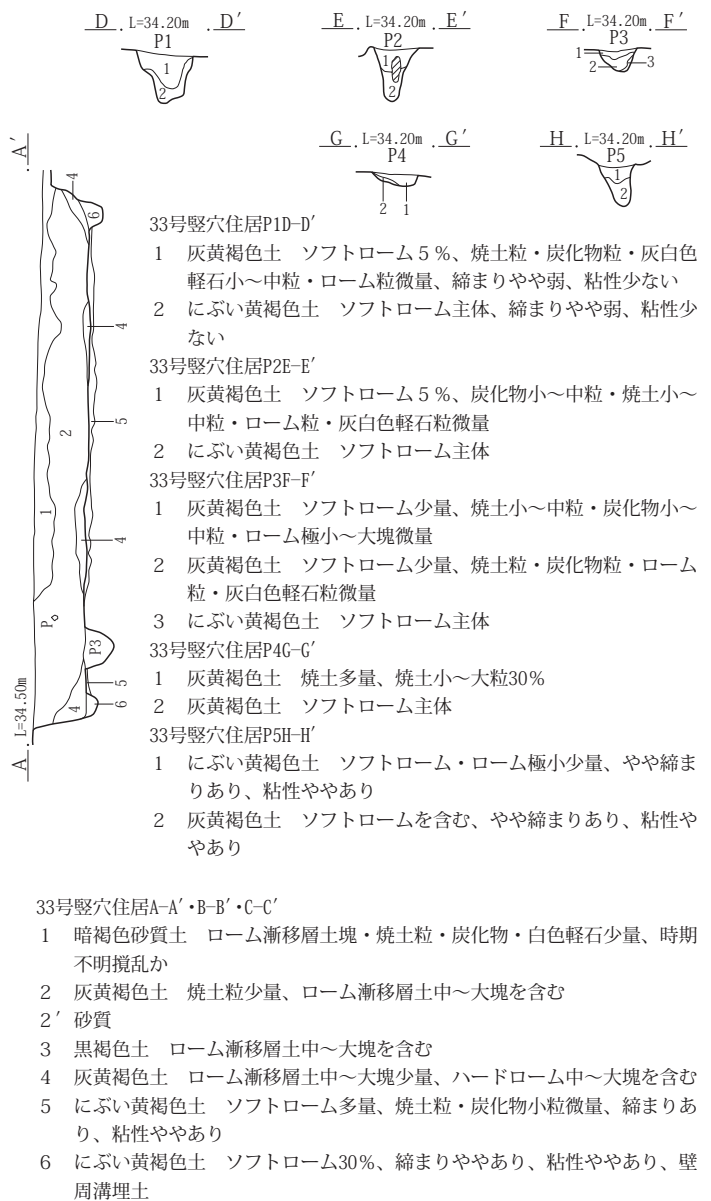 D . L=34.20m . D′
P1
1
2
E . L=34.20m . E′
P2
1
2
F . L=34.20m . F′
P3
1
2
3
G . L=34.20m . G′
P4
2 1
H . L=34.20m . H′
P5
1
2
A′
4
6
4
5
2
1
4
P
P3
5
6
4
L=34.50m
A
33号竪穴住居P1D-D′
1 灰黄褐色土 ソフトローム5%、焼土粒・炭化物粒・灰白色
軽石小～中粒・ローム粒微量、締まりやや弱、粘性少ない
2 にぶい黄褐色土 ソフトローム主体、締まりやや弱、粘性少
ない
33号竪穴住居P2E-E′
1 灰黄褐色土 ソフトローム5%、炭化物小～中粒・焼土小～
中粒・ローム粒・灰白色軽石粒微量
2 にぶい黄褐色土 ソフトローム主体
33号竪穴住居P3F-F′
1 灰黄褐色土 ソフトローム少量、焼土小～中粒・炭化物小～
中粒・ローム極小～大塊微量
2 灰黄褐色土 ソフトローム少量、焼土粒・炭化物粒・ローム
粒・灰白色軽石粒微量
3 にぶい黄褐色土 ソフトローム主体
33号竪穴住居P4G-G′
1 灰黄褐色土 焼土多量、焼土小～大粒30%
2 灰黄褐色土 ソフトローム主体
33号竪穴住居P5H-H′
1 にぶい黄褐色土 ソフトローム・ローム極小少量、やや締ま
りあり、粘性ややあり
2 灰黄褐色土 ソフトロームを含む、やや締まりあり、粘性や
やあり
33号竪穴住居A-A′・B-B′・C-C′
1 暗褐色砂質土 ローム漸移層土塊・焼土粒・炭化物・白色軽石少量、時期
不明撹乱か
2 灰黄褐色土 焼土粒少量、ローム漸移層土中～大塊を含む
2′ 砂質
3 黒褐色土 ローム漸移層土中～大塊を含む
4 灰黄褐色土 ローム漸移層土中～大塊少量、ハードローム中～大塊を含む
5 にぶい黄褐色土 ソフトローム多量、焼土粒・炭化物小粒微量、締まりあ
り、粘性ややあり
6 にぶい黄褐色土 ソフトローム30%、締まりややあり、粘性ややあり、壁
周溝埋土